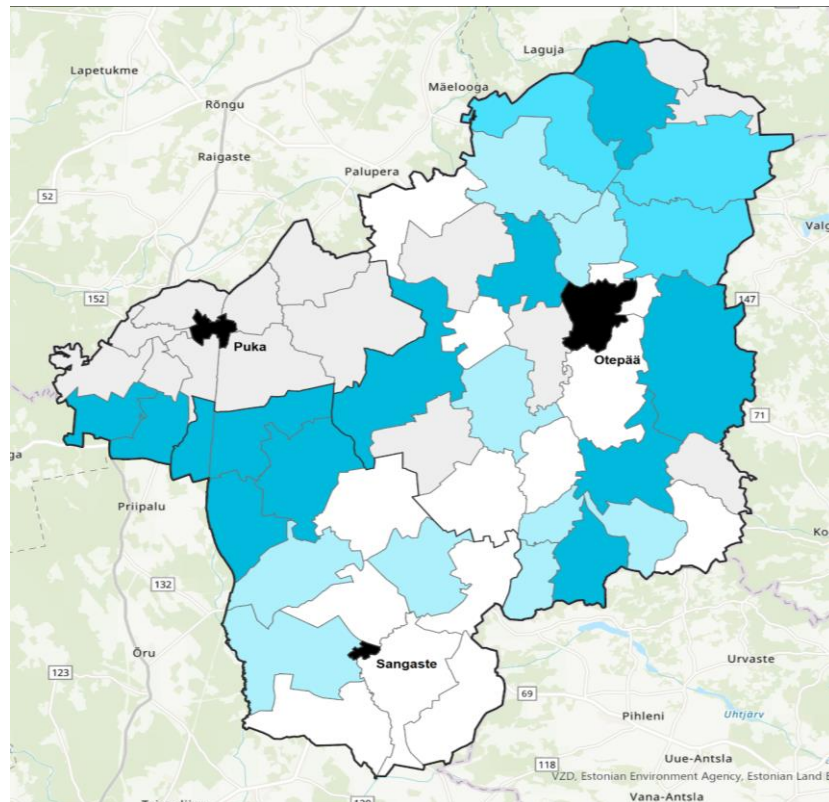 Laguja
Lapetukme
Mäelooga
Rõngu
Raigaste
Palupera
52
Valg
152
147
Puka
Otepää
71
ga
Priipalu
Ko
132
Õru
Sangaste
Urvaste
123
69
Pihleni
Uhtjärv
Uue-Antsla
118
VZD, Estonian Environment Agency, Estonian Land B
Vana-Antsla